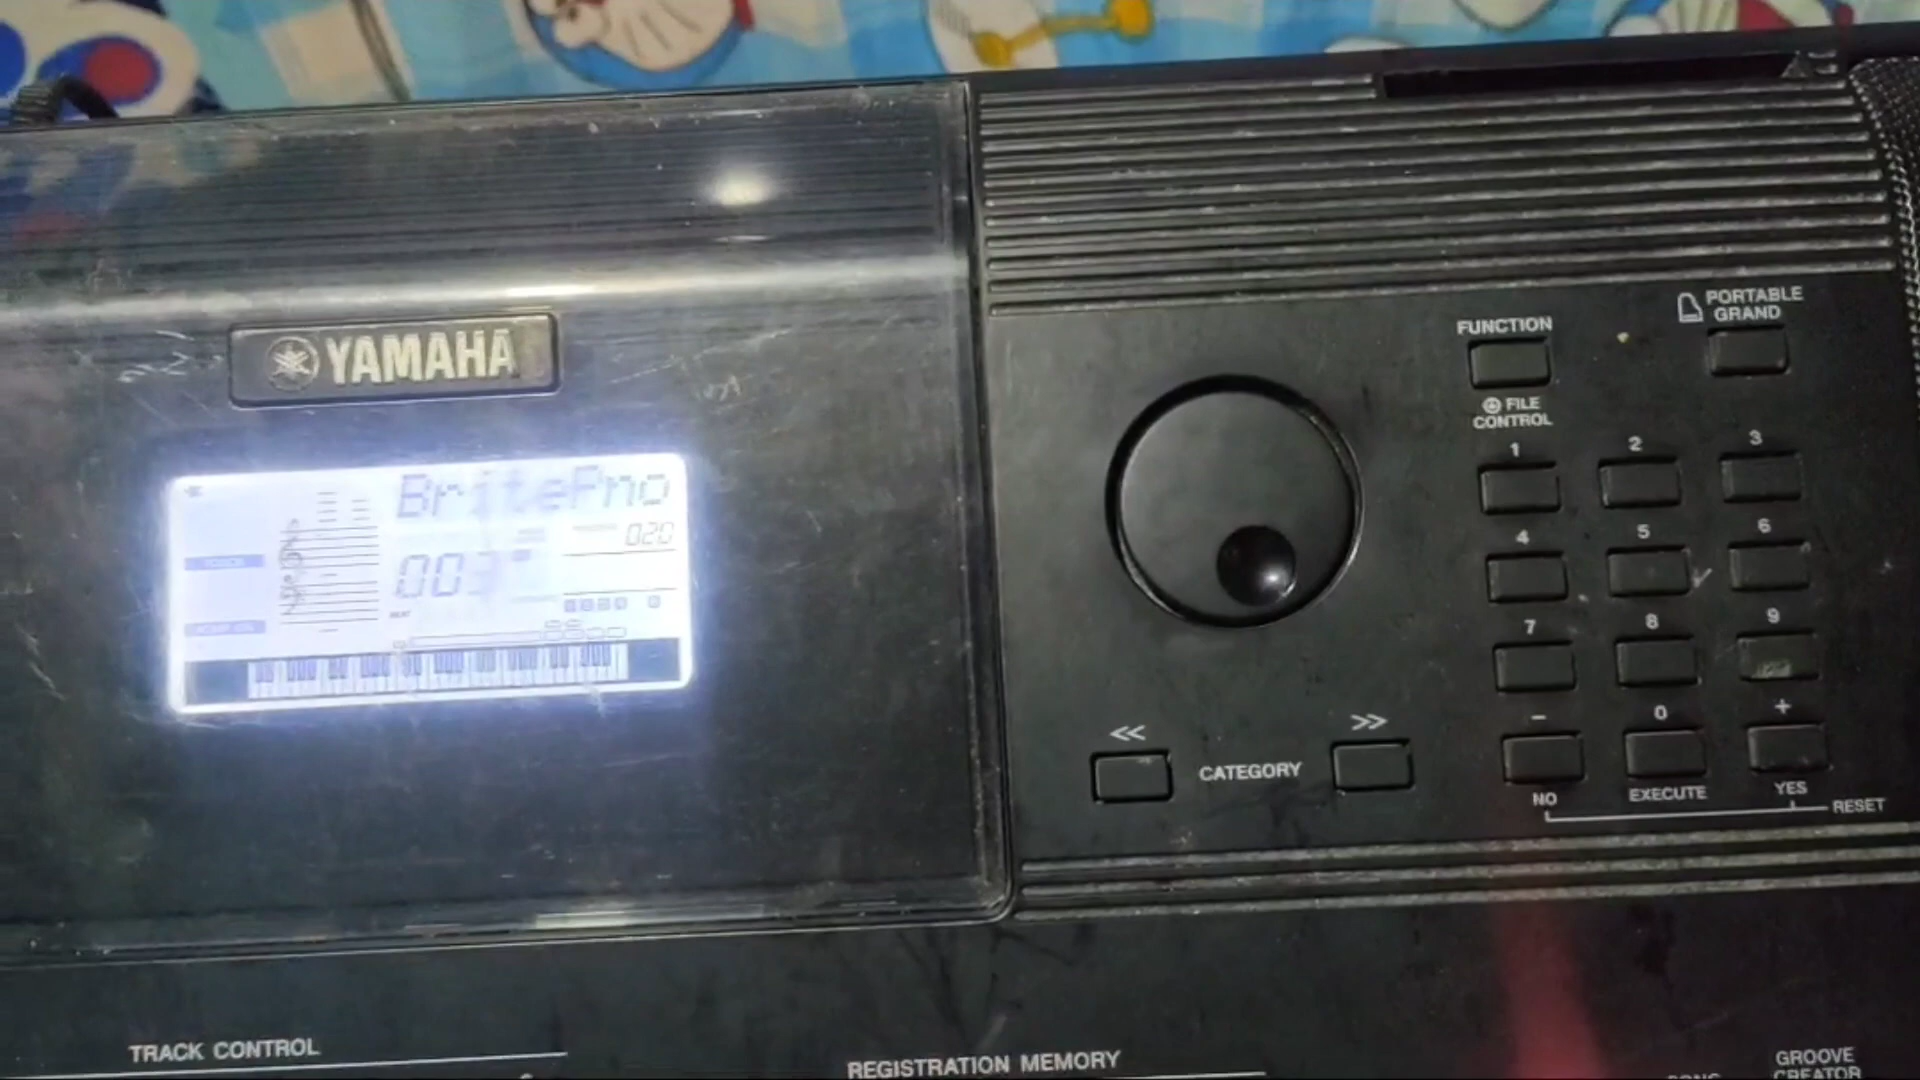 YAMAHA
BritePno
020
003
FUNCTION
PORTABLE
GRAND
FILE
CONTROL
1
2
3
4
5
6
7
8
9
-
0
+
<<
CATEGORY
>>
NO
EXECUTE
YES
RESET
TRACK CONTROL
REGISTRATION MEMORY
GROOVE
CREATOR